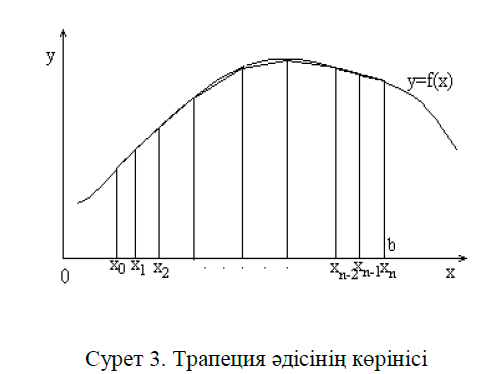 y
y=f(x)
b
0 x₀ x₁ x₂ . . . . . xₙ₋₂ xₙ₋₁ xₙ x
Сурет 3. Трапеция әдісінің көрінісі